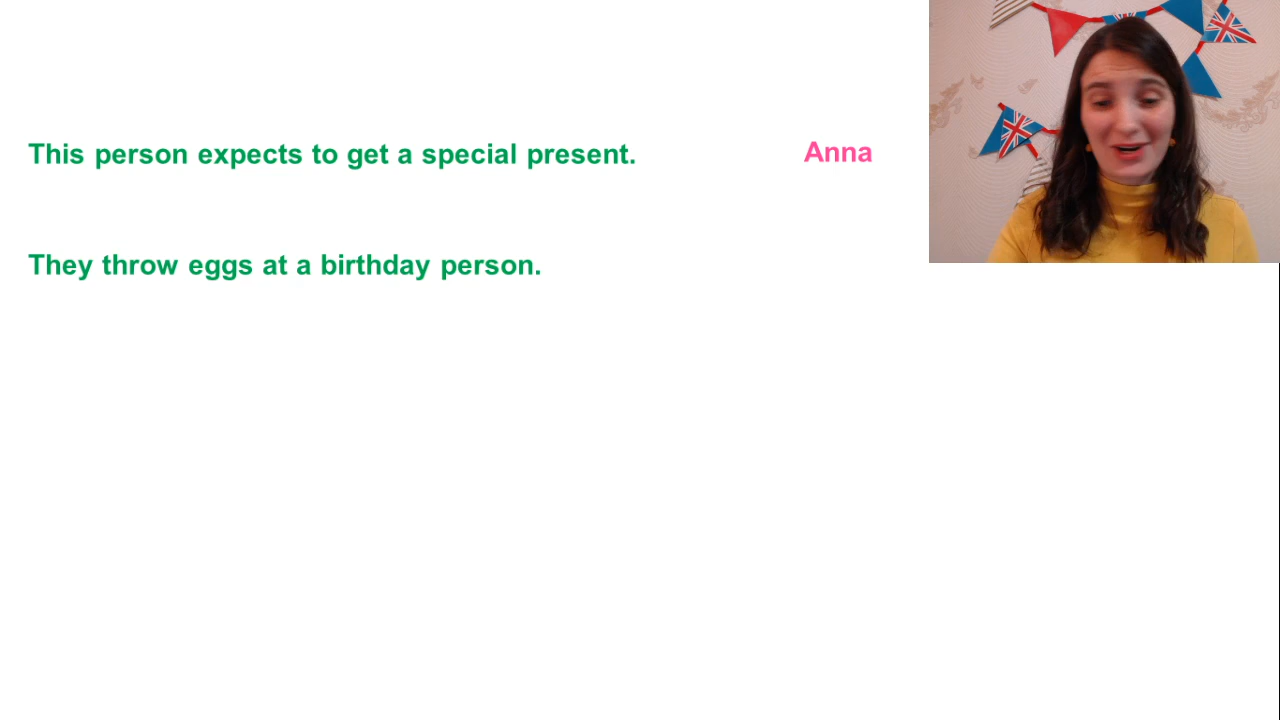 This person expects to get a special present. Anna
They throw eggs at a birthday person.